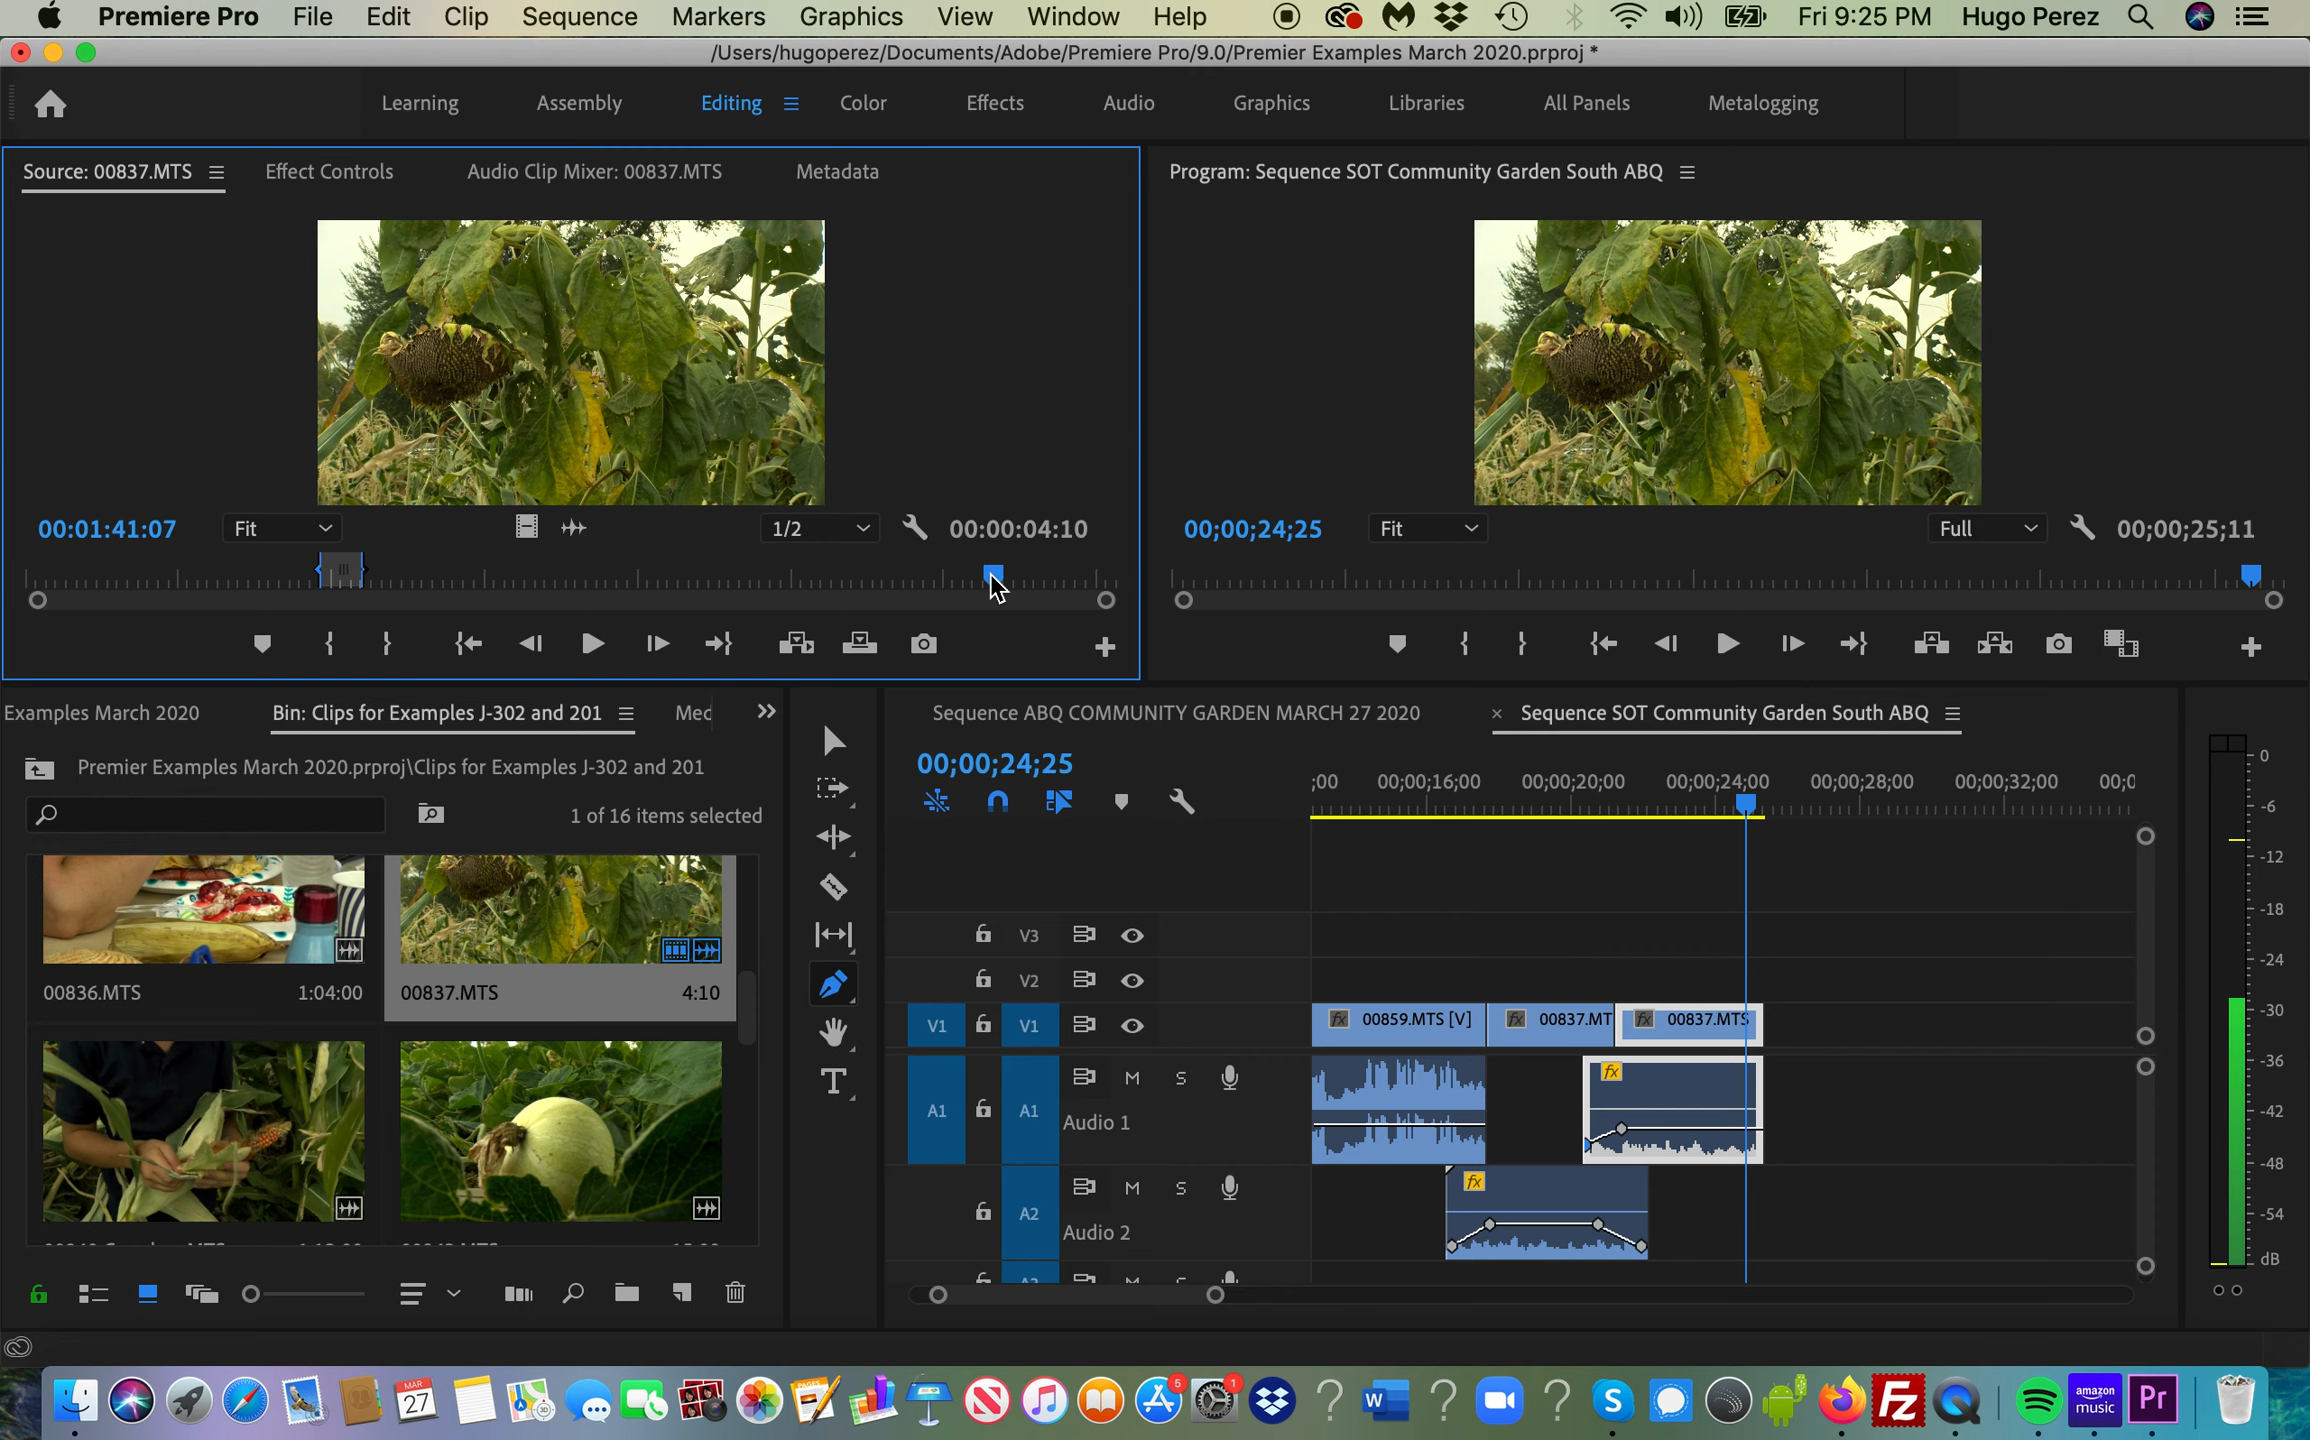 Premiere Pro File Edit Clip Sequence Markers Graphics View Window Help Fri 9:25 PM Hugo Perez
/Users/hugoperez/Documents/Adobe/Premiere Pro/9.0/Premier Examples March 2020.prproj *
Learning Assembly Editing Color Effects Audio Graphics Libraries All Panels Metalogging
Source: 00837.MTS Effect Controls Audio Clip Mixer: 00837.MTS Metadata
Program: Sequence SOT Community Garden South ABQ
00:01:41:07 Fit 1/2 00:00:04:10
00;00;24;25 Fit Full 00;00;25;11
Examples March 2020 Bin: Clips for Examples J-302 and 201 Med
Premier Examples March 2020.prproj\Clips for Examples J-302 and 201
1 of 16 items selected
00836.MTS 1:04:00
00837.MTS 4:10
Sequence ABQ COMMUNITY GARDEN MARCH 27 2020 × Sequence SOT Community Garden South ABQ
00;00;24;25
;00 00;00;16;00 00;00;20;00 00;00;24;00 00;00;28;00 00;00;32;00 00;0
V3
V2
V1 V1 fx 00859.MTS [V] fx 00837.MT fx 00837.MTS
A1 A1 M S fx
Audio 1
A2 M S fx
Audio 2
0
-6
-12
-18
-24
-30
-36
-42
-48
-54
dB
T
MAR
27
3D
5
1
W
S
Fz
amazon
music
Pr